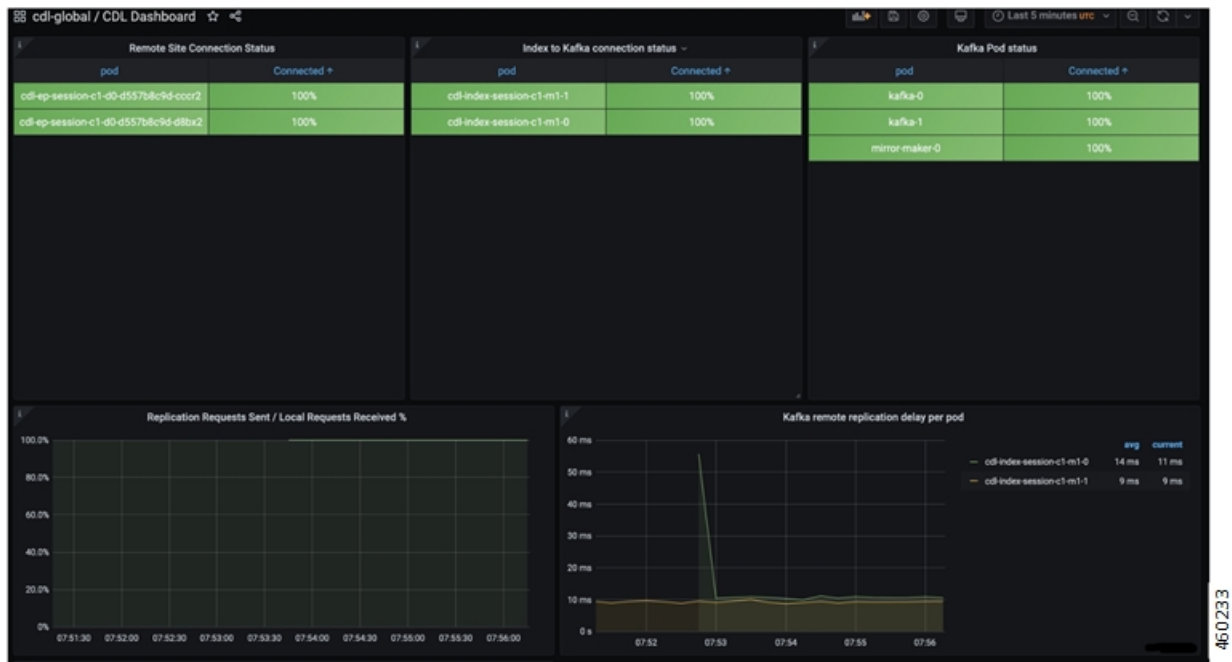 cdl-global / CDL Dashboard
Last 5 minutes UTC
Remote Site Connection Status
pod Connected ↑
cdl-ep-session-c1-d0-d557b8c9d-cccr2 100%
cdl-ep-session-c1-d0-d557b8c9d-d8bx2 100%
Index to Kafka connection status
pod Connected ↑
cdl-index-session-c1-m1-1 100%
cdl-index-session-c1-m1-0 100%
Kafka Pod status
pod Connected ↑
kafka-0 100%
kafka-1 100%
mirror-maker-0 100%
Replication Requests Sent / Local Requests Received %
100.0%
80.0%
60.0%
40.0%
20.0%
0%
07:51:30 07:52:00 07:52:30 07:53:00 07:53:30 07:54:00 07:54:30 07:55:00 07:55:30 07:56:00
Kafka remote replication delay per pod
60 ms
50 ms
40 ms
30 ms
20 ms
10 ms
0 s
07:52 07:53 07:54 07:55 07:56
avg current
cdl-index-session-c1-m1-0 14 ms 11 ms
cdl-index-session-c1-m1-1 9 ms 9 ms
460233